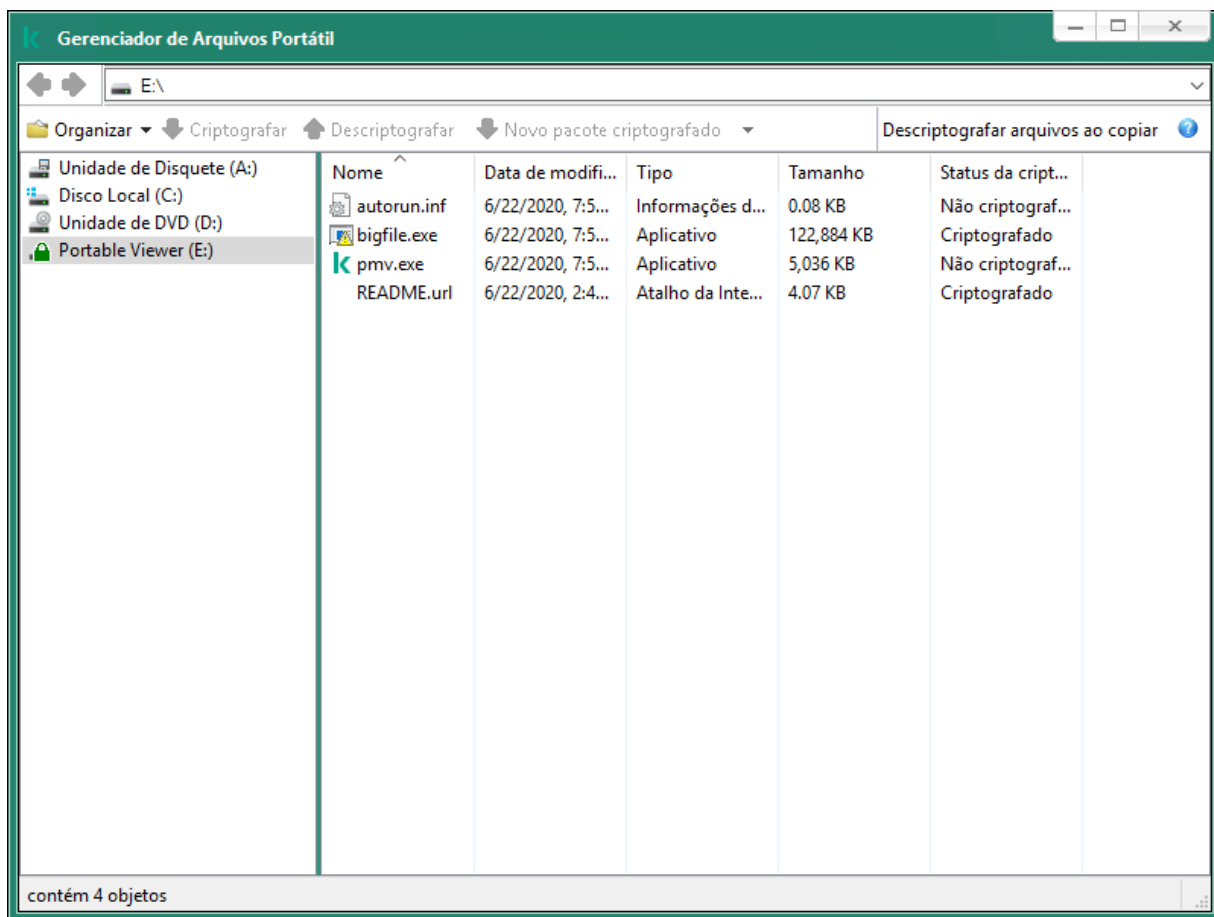 Gerenciador de Arquivos Portátil
E:\
Organizar Criptografar Descriptografar Novo pacote criptografado Descriptografar arquivos ao copiar
Unidade de Disquete (A:)
Disco Local (C:)
Unidade de DVD (D:)
Portable Viewer (E:)
Nome Data de modifi... Tipo Tamanho Status da cript...
autorun.inf 6/22/2020, 7:5... Informações d... 0.08 KB Não criptograf...
bigfile.exe 6/22/2020, 7:5... Aplicativo 122,884 KB Criptografado
pmv.exe 6/22/2020, 7:5... Aplicativo 5,036 KB Não criptograf...
README.url 6/22/2020, 2:4... Atalho da Inte... 4.07 KB Criptografado
contém 4 objetos